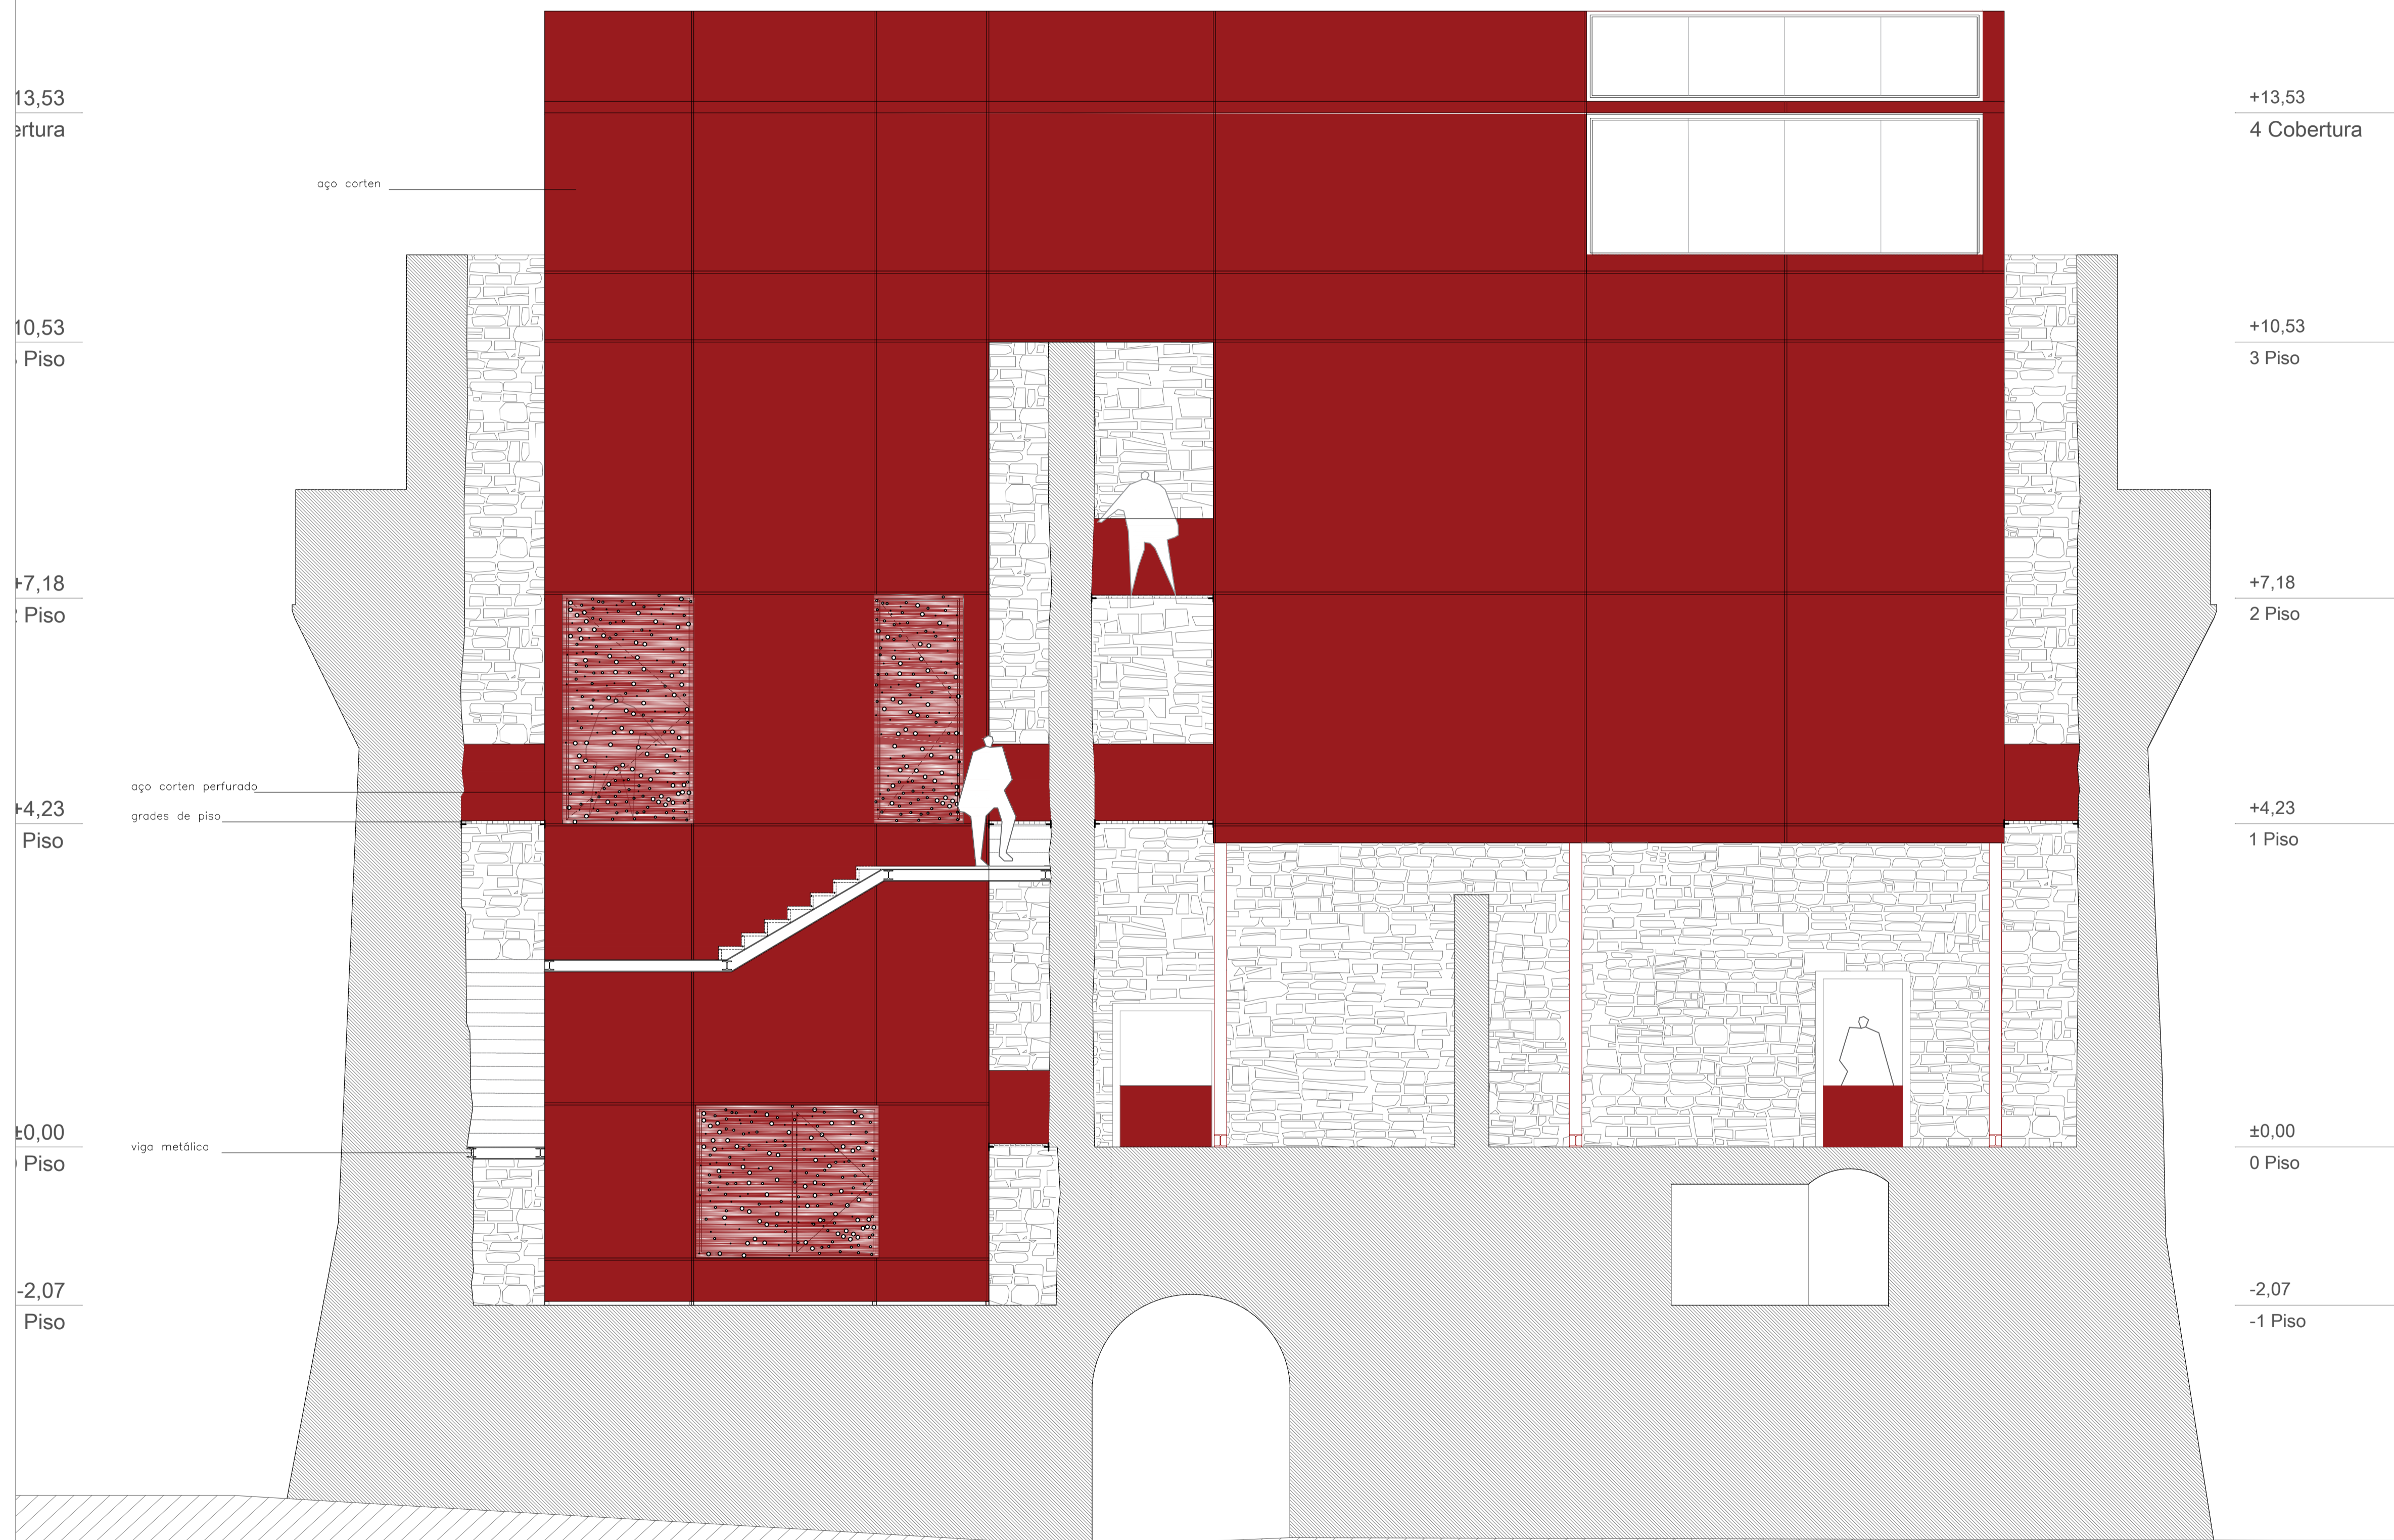 13,53
ertura
+13,53
4 Cobertura
aço corten
10,53
Piso
+10,53
3 Piso
+7,18
Piso
+7,18
2 Piso
aço corten perfurado
grades de piso
+4,23
Piso
+4,23
1 Piso
±0,00
Piso
viga metálica
±0,00
0 Piso
-2,07
Piso
-2,07
-1 Piso